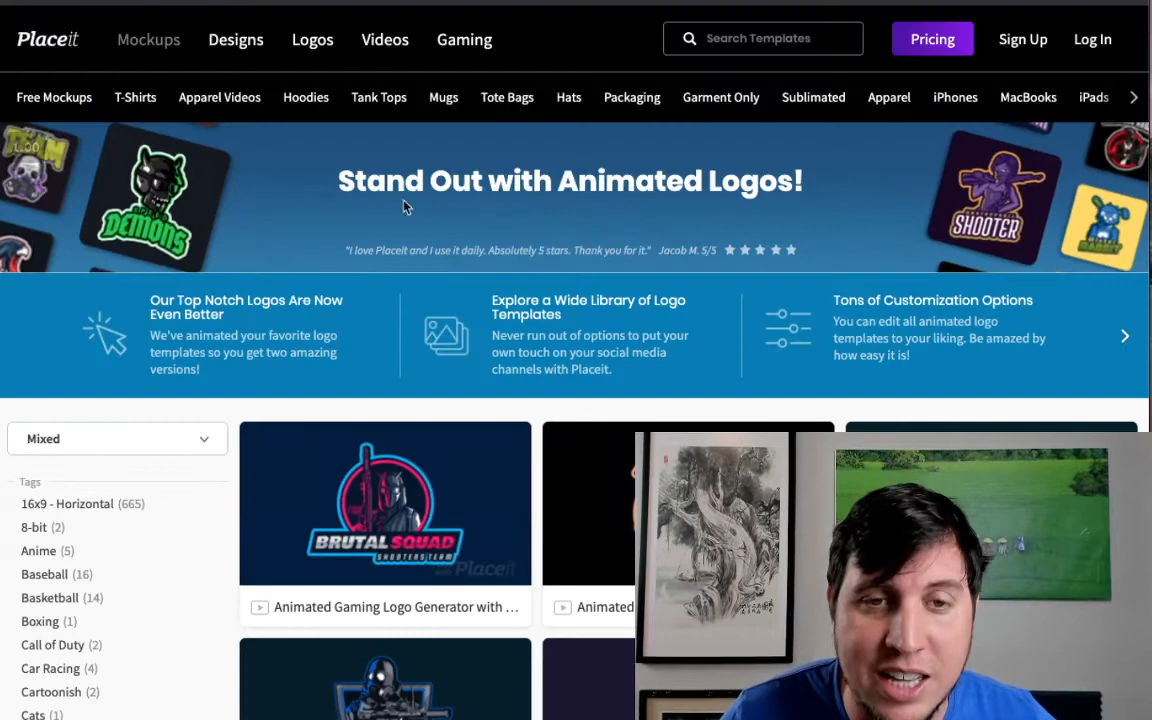 Placeit Mockups Designs Logos Videos Gaming Search Templates Pricing Sign Up Log In
Free Mockups T-Shirts Apparel Videos Hoodies Tank Tops Mugs Tote Bags Hats Packaging Garment Only Sublimated Apparel iPhones MacBooks iPads
TEAM
DEMONS
Stand Out with Animated Logos!
"I love Placeit and I use it daily. Absolutely 5 stars. Thank you for it." Jacob M. 5/5
SHOOTER
Our Top Notch Logos Are Now
Even Better
We've animated your favorite logo
templates so you get two amazing
versions!
Explore a Wide Library of Logo
Templates
Never run out of options to put your
own touch on your social media
channels with Placeit.
Tons of Customization Options
You can edit all animated logo
templates to your liking. Be amazed by
how easy it is!
Mixed
Tags
16x9 - Horizontal (665)
8-bit (2)
Anime (5)
Baseball (16)
Basketball (14)
Boxing (1)
Call of Duty (2)
Car Racing (4)
Cartoonish (2)
Cats (1)
BRUTAL SQUAD
SHOOTERS TEAM
with Placeit
Animated Gaming Logo Generator with ...
Animated